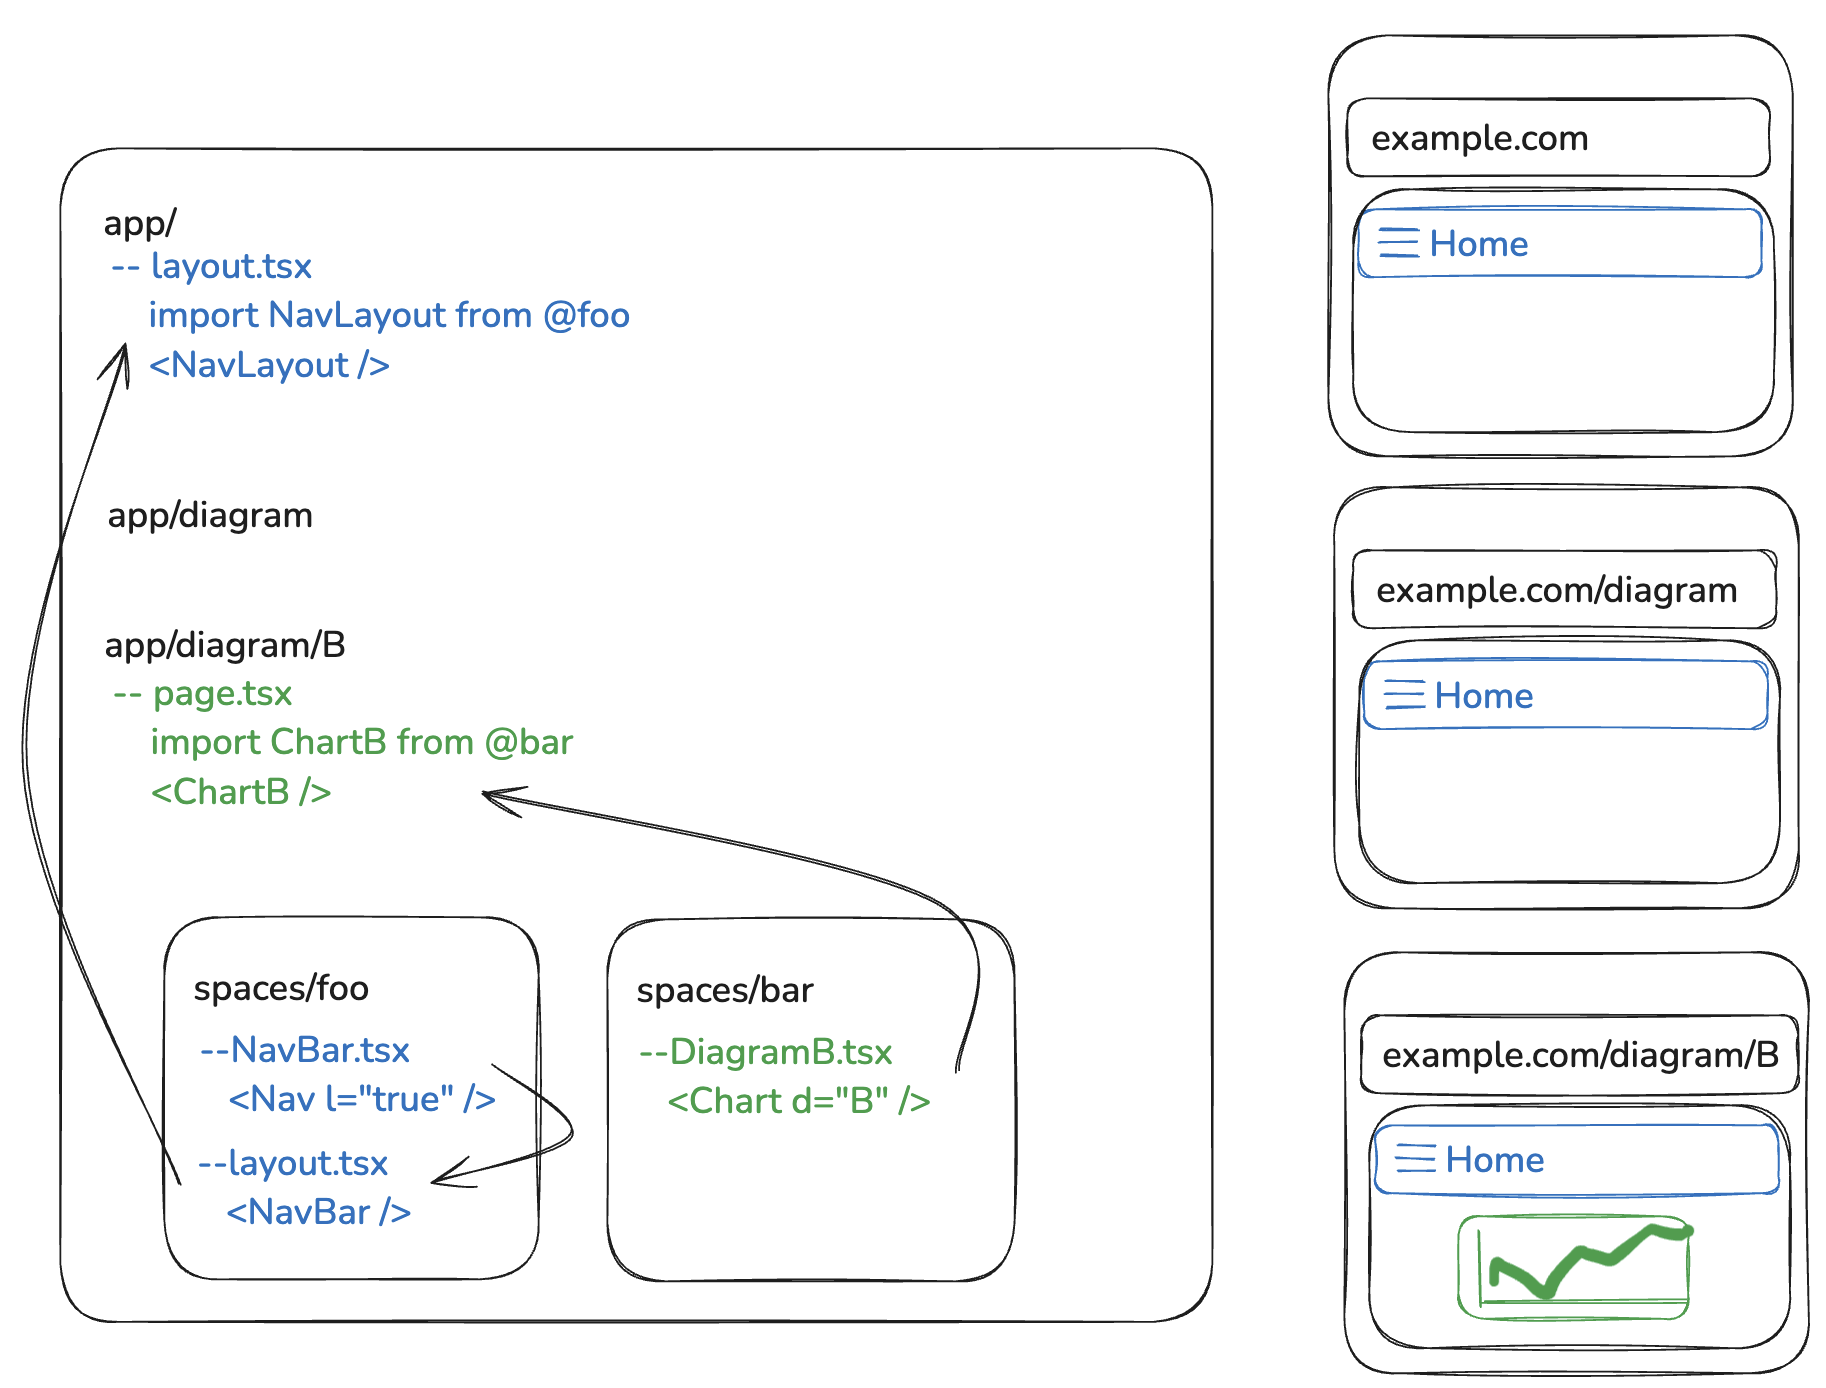 app/
-- layout.tsx
import NavLayout from @foo
<NavLayout />
app/diagram
app/diagram/B
-- page.tsx
import ChartB from @bar
<ChartB />
spaces/foo
--NavBar.tsx
<Nav l="true" />
--layout.tsx
<NavBar />
spaces/bar
--DiagramB.tsx
<Chart d="B" />
example.com
Home
example.com/diagram
Home
example.com/diagram/B
Home